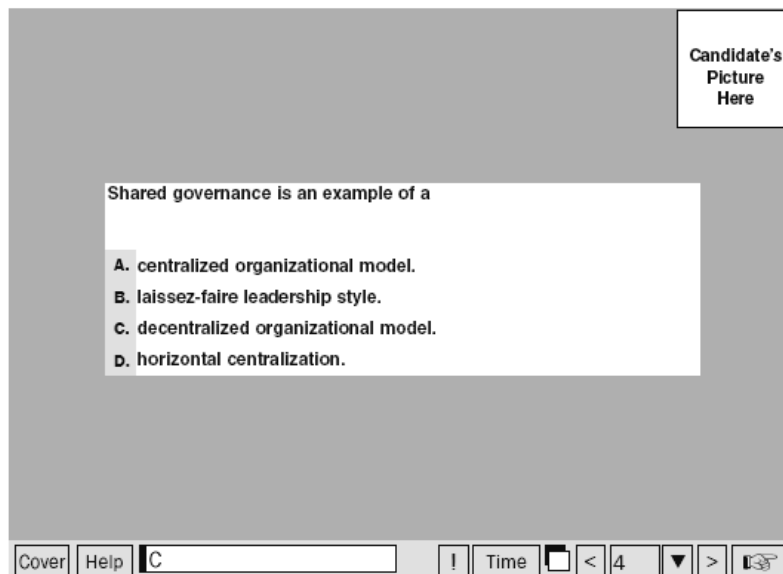 Candidate's
Picture
Here
Shared governance is an example of a
A. centralized organizational model.
B. laissez-faire leadership style.
C. decentralized organizational model.
D. horizontal centralization.
Cover Help C ! Time < 4 ▼ > ☞